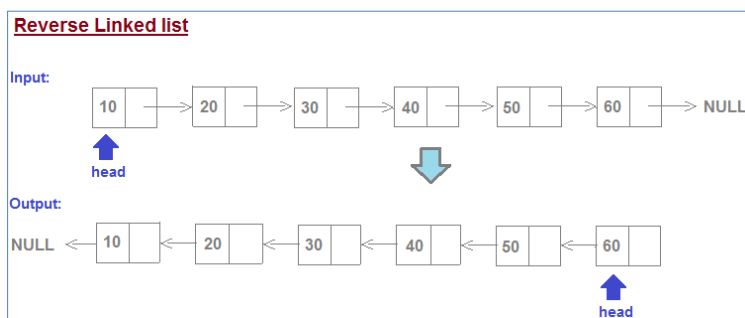 Reverse Linked list
Input:
10 20 30 40 50 60 NULL
head
Output:
NULL 10 20 30 40 50 60
head